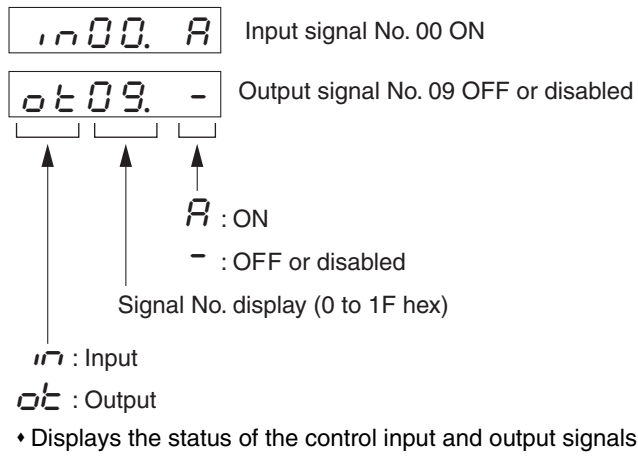 in00. A Input signal No. 00 ON
ot09. - Output signal No. 09 OFF or disabled
A : ON
- : OFF or disabled
Signal No. display (0 to 1F hex)
in : Input
ot : Output
♦ Displays the status of the control input and output signals